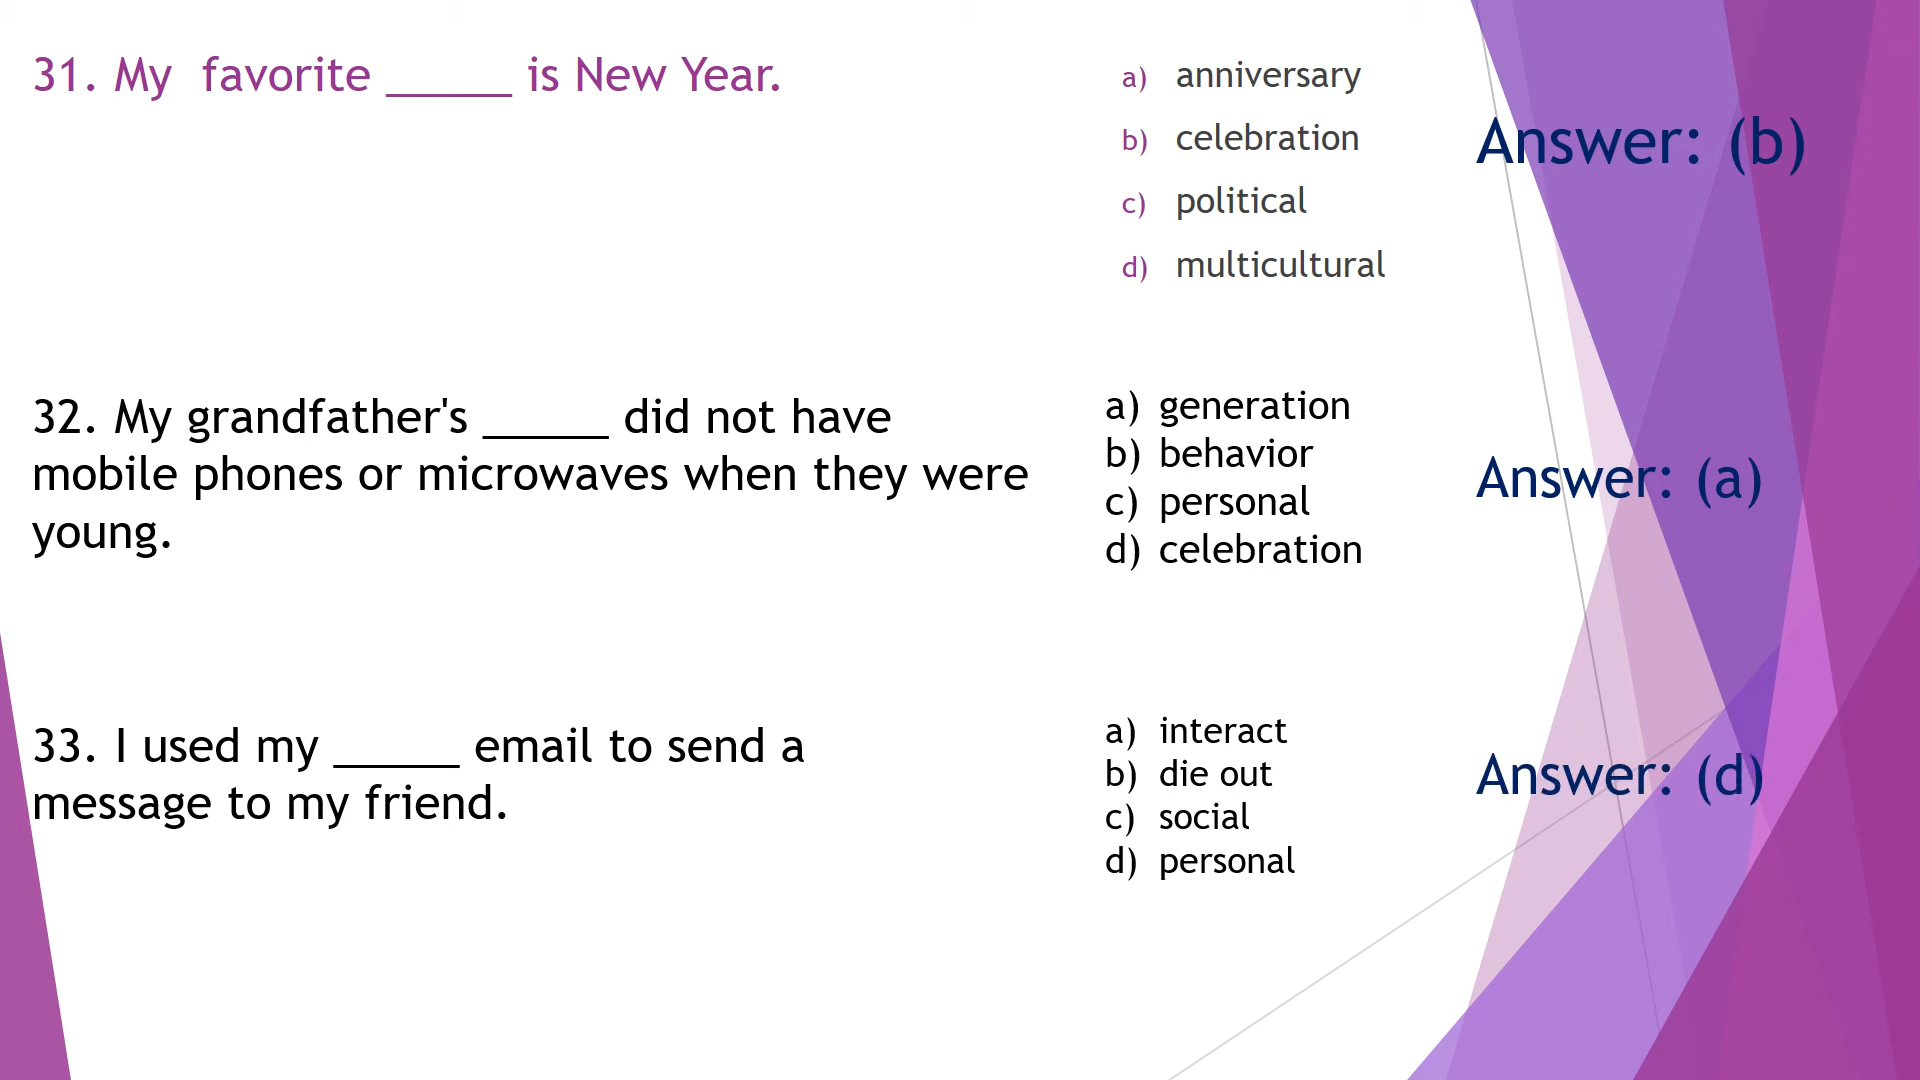 31. My  favorite _____ is New Year.
a) anniversary
b) celebration
c) political
d) multicultural
Answer: (b)
32. My grandfather's _____ did not have
mobile phones or microwaves when they were
young.
a) generation
b) behavior
c) personal
d) celebration
Answer: (a)
33. I used my _____ email to send a
message to my friend.
a) interact
b) die out
c) social
d) personal
Answer: (d)